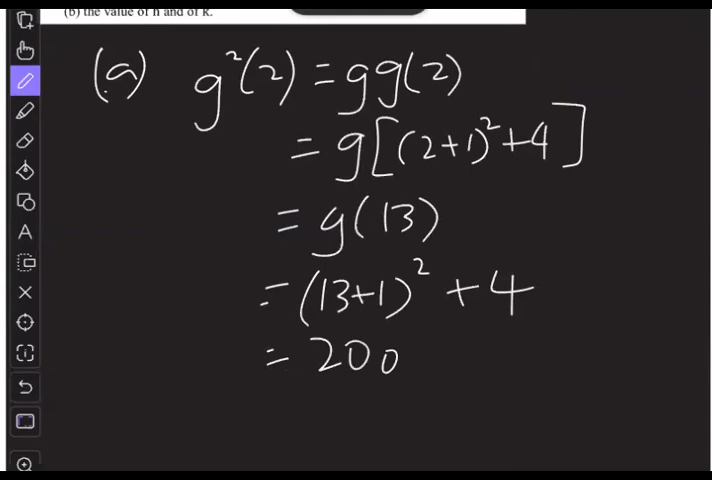 (b) the value of h and of k.
(a) g²(2) = gg(2)
= g[(2+1)²+4]
= g(13)
= (13+1)² + 4
= 200